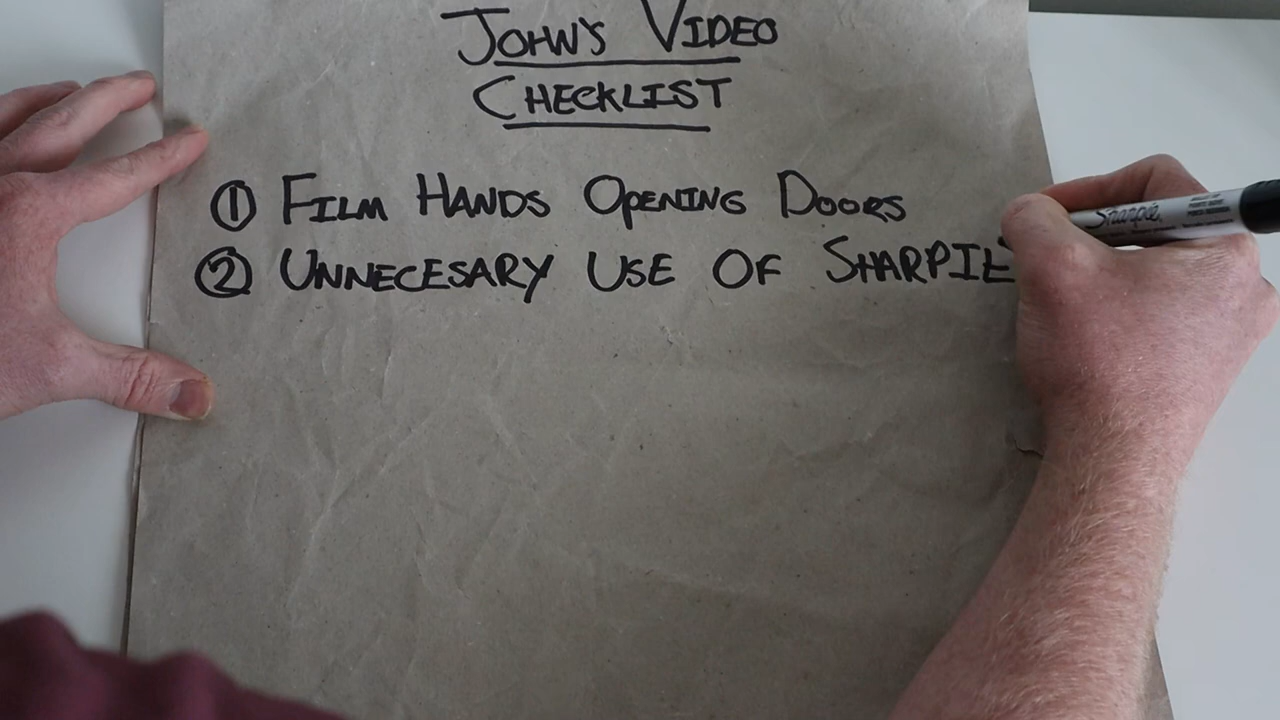 JOHN'S VIDEO
CHECKLIST
① FILM HANDS OPENING DOORS
② UNNECESARY USE OF SHARPIE
Sharpie